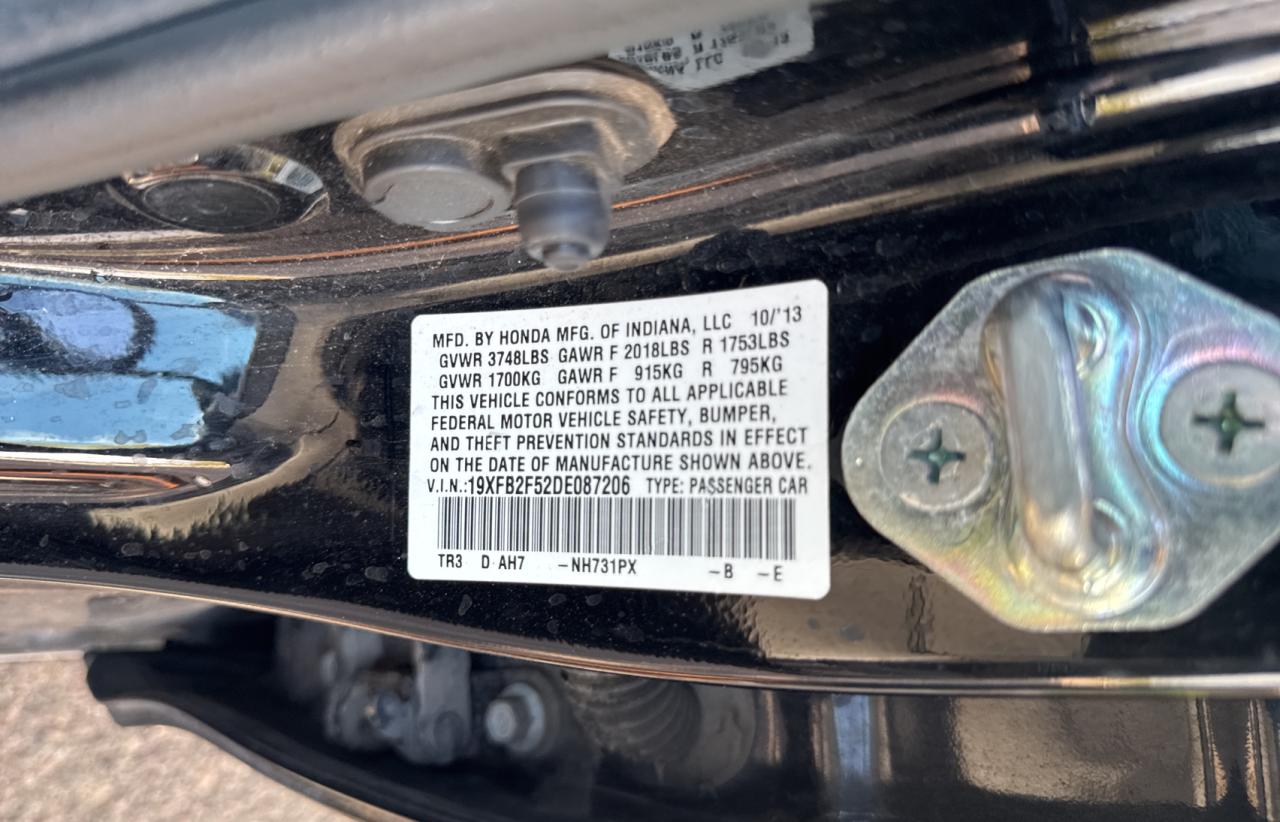 MFD. BY HONDA MFG. OF INDIANA, LLC 10/'13
GVWR 3748LBS GAWR F 2018LBS R 1753LBS
GVWR 1700KG GAWR F 915KG R 795KG
THIS VEHICLE CONFORMS TO ALL APPLICABLE
FEDERAL MOTOR VEHICLE SAFETY, BUMPER,
AND THEFT PREVENTION STANDARDS IN EFFECT
ON THE DATE OF MANUFACTURE SHOWN ABOVE.
V.I.N.:19XFB2F52DE087206 TYPE: PASSENGER CAR
TR3 D AH7 –NH731PX –B –E